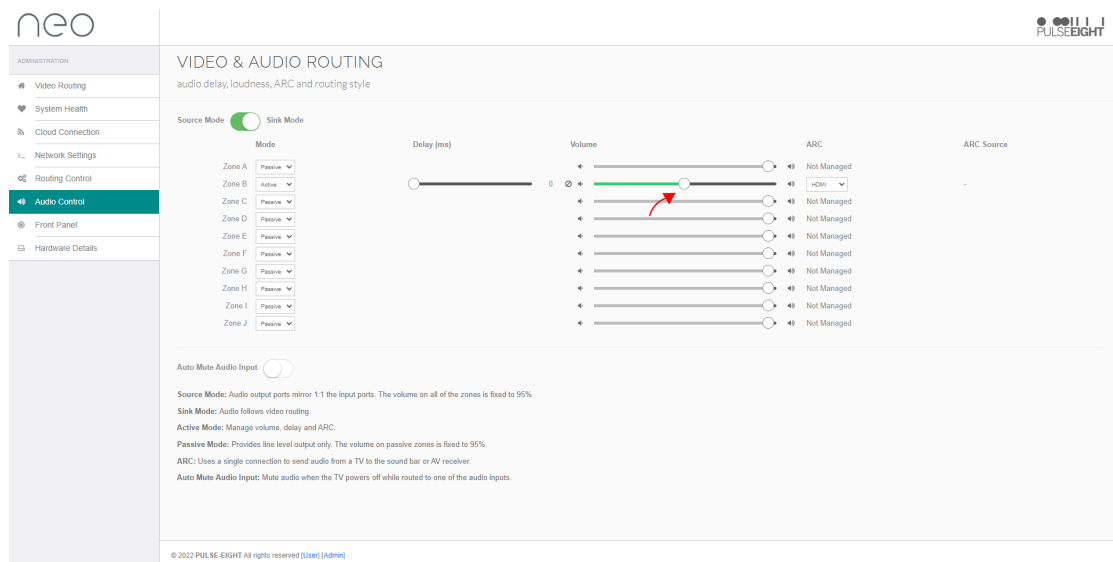 neo
PULSEEIGHT
ADMINISTRATION
Video Routing
System Health
Cloud Connection
Network Settings
Routing Control
Audio Control
Front Panel
Hardware Details
VIDEO & AUDIO ROUTING
audio delay, loudness, ARC and routing style
Source Mode Sink Mode
Mode Delay (ms) Volume ARC ARC Source
Zone A Passive Not Managed
Zone B Active 0 HDMI -
Zone C Passive Not Managed
Zone D Passive Not Managed
Zone E Passive Not Managed
Zone F Passive Not Managed
Zone G Passive Not Managed
Zone H Passive Not Managed
Zone I Passive Not Managed
Zone J Passive Not Managed
Auto Mute Audio Input
Source Mode: Audio output ports mirror 1:1 the input ports. The volume on all of the zones is fixed to 95%.
Sink Mode: Audio follows video routing.
Active Mode: Manage volume, delay and ARC.
Passive Mode: Provides line level output only. The volume on passive zones is fixed to 95%.
ARC: Uses a single connection to send audio from a TV to the sound bar or AV receiver.
Auto Mute Audio Input: Mute audio when the TV powers off while routed to one of the audio inputs.
© 2022 PULSE-EIGHT All rights reserved [User] [Admin]